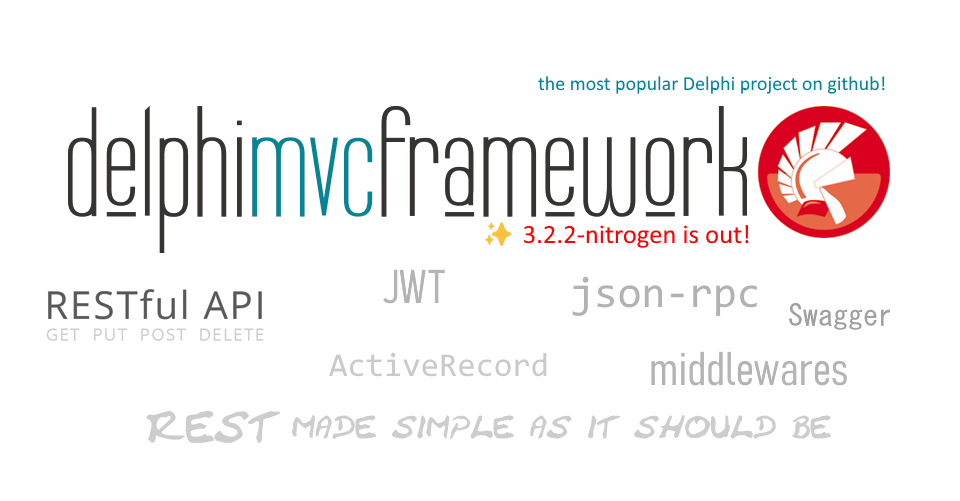 the most popular Delphi project on github!
delphimvcframework
✨ 3.2.2-nitrogen is out!
RESTful API
GET PUT POST DELETE
JWT
json-rpc
Swagger
ActiveRecord
middlewares
REST MADE SIMPLE AS IT SHOULD BE